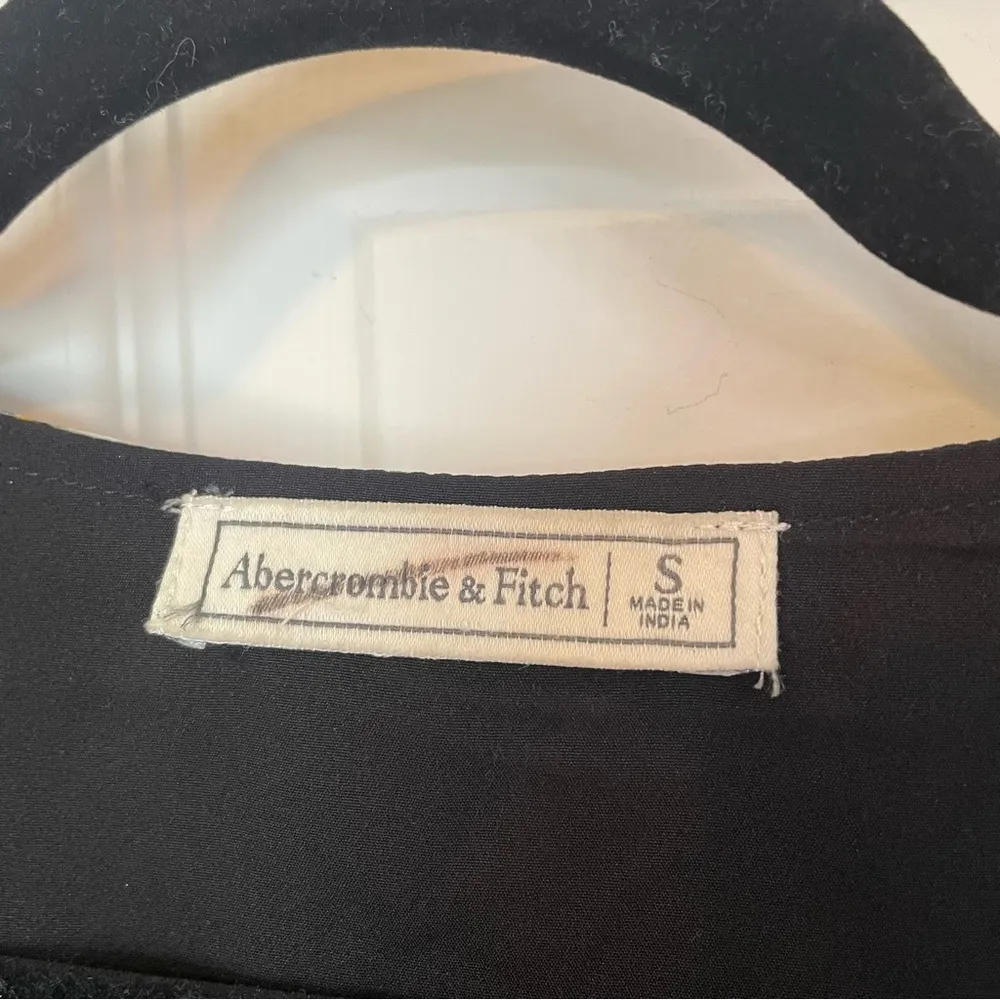 Abercrombie & Fitch
S
MADE IN
INDIA